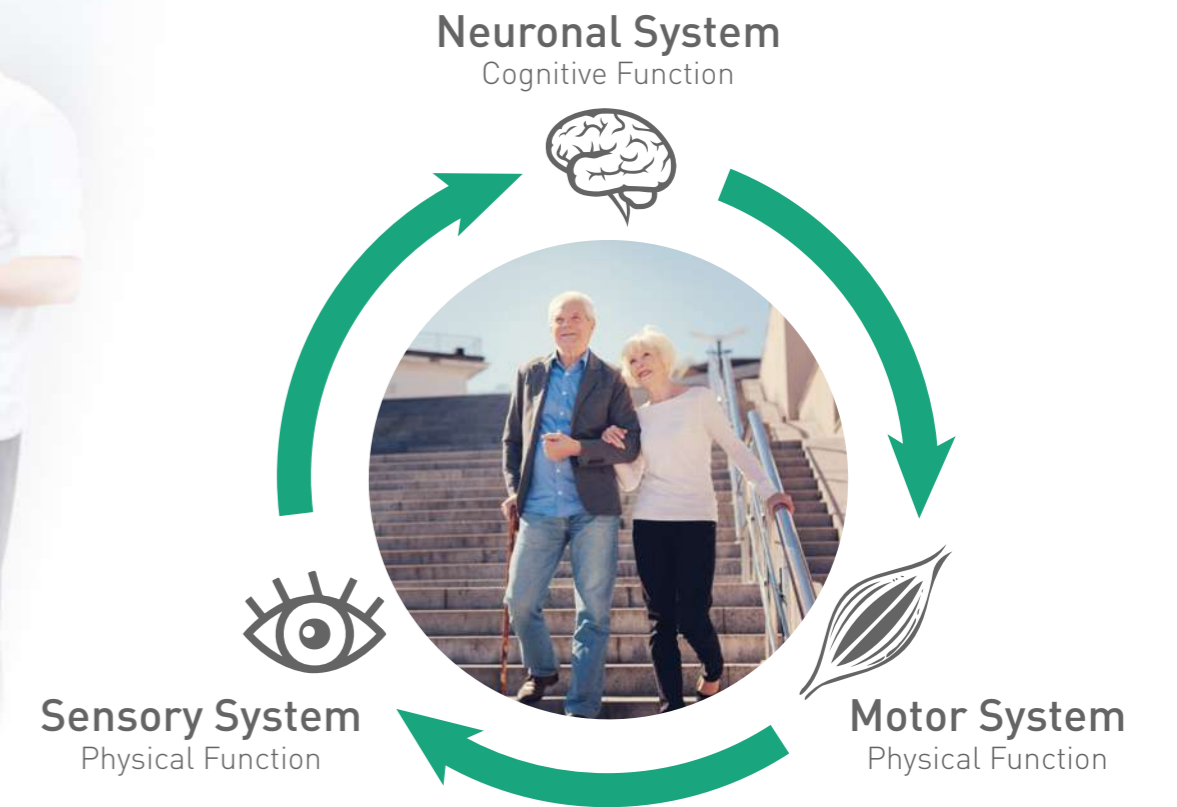 Neuronal System
Cognitive Function
Sensory System
Physical Function
Motor System
Physical Function